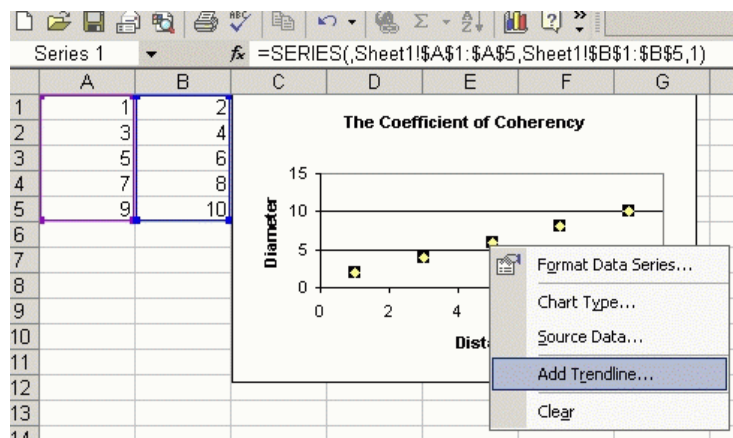 ABC
Series 1 fx =SERIES(,Sheet1!$A$1:$A$5,Sheet1!$B$1:$B$5,1)
A B C D E F G
1 1 2
2 3 4
3 5 6
4 7 8
5 9 10
6
7
8
9
10
11
12
13
14
The Coefficient of Coherency
Diameter
15
10
5
0
0 2 4
Format Data Series...
Chart Type...
Source Data...
Add Trendline...
Clear